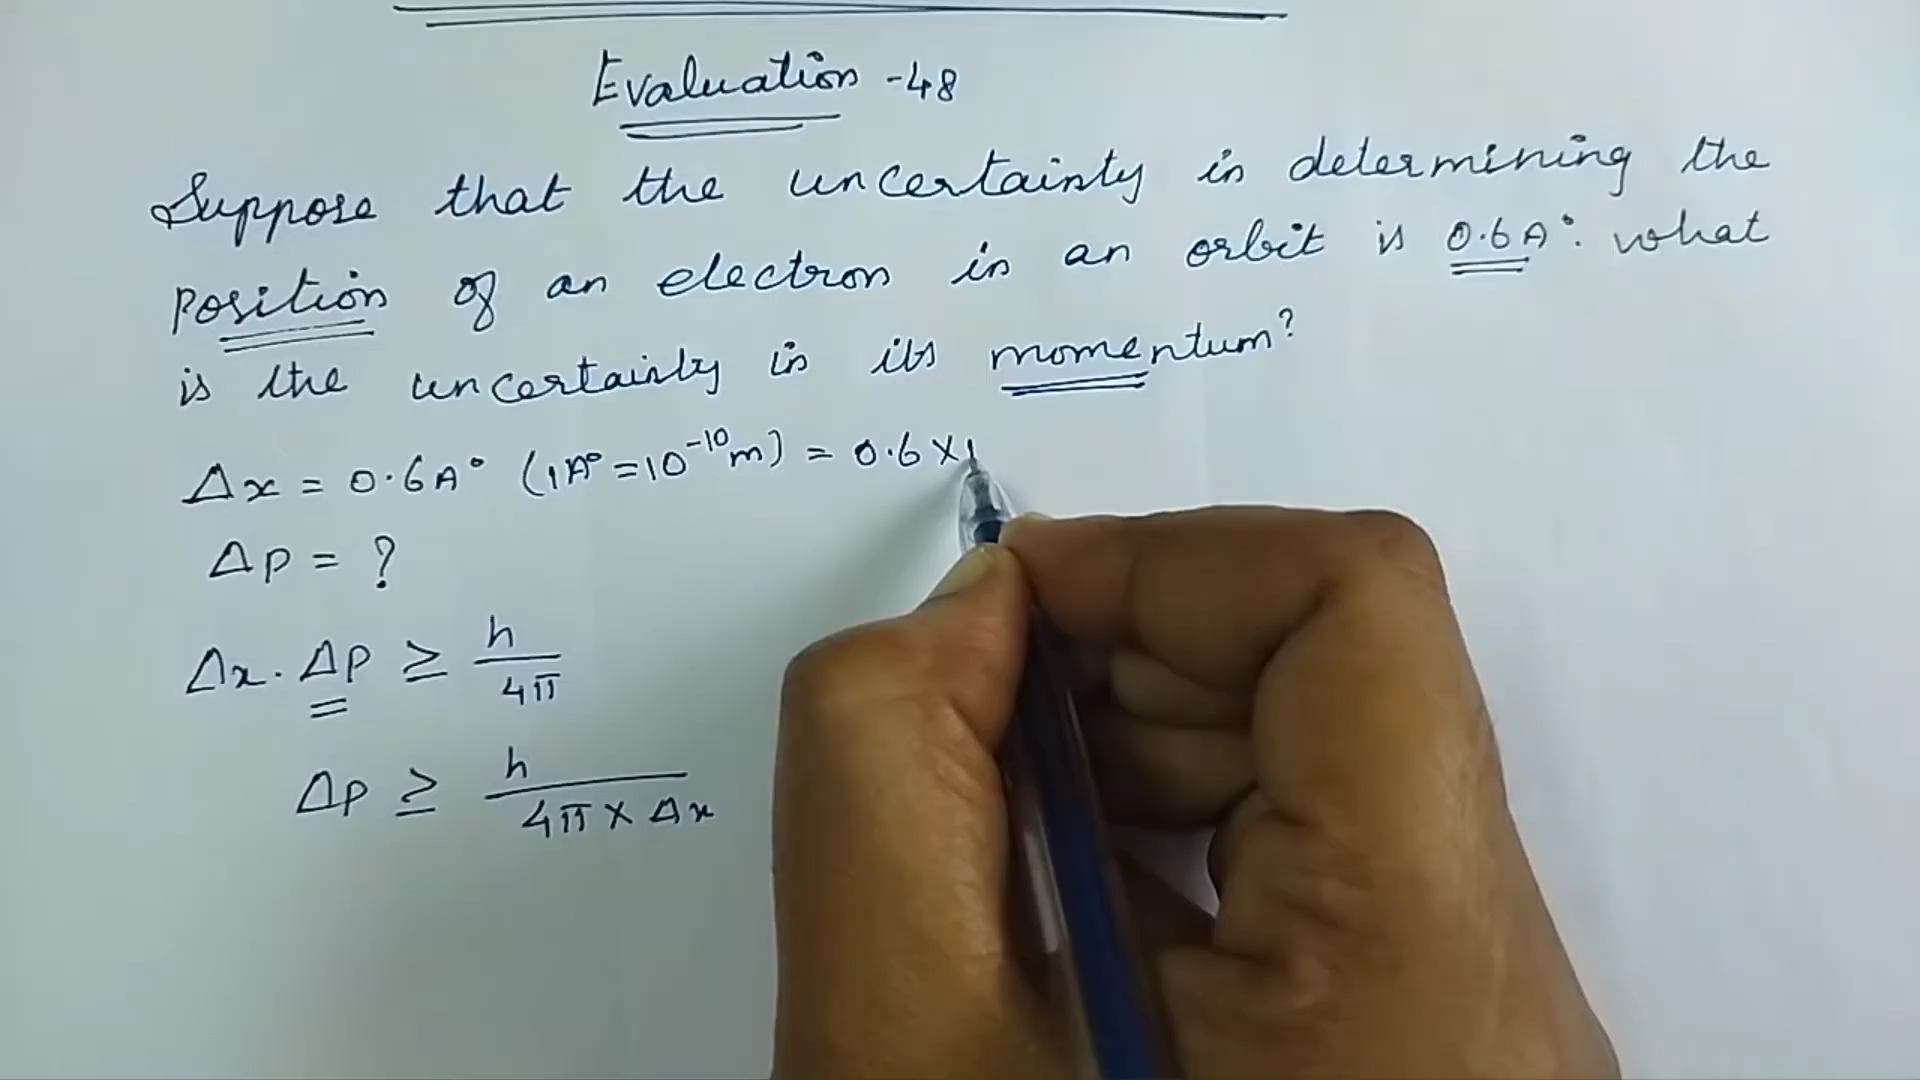 Evaluation -48
Suppose that the uncertainty in determining the
position of an electron in an orbit is 0.6A°. what
is the uncertainty in its momentum?
Δx = 0.6A° (1A° = 10⁻¹⁰m) = 0.6 × 1
Δp = ?
Δx . Δp ≥ h/4π
Δp ≥ h/4π × Δx